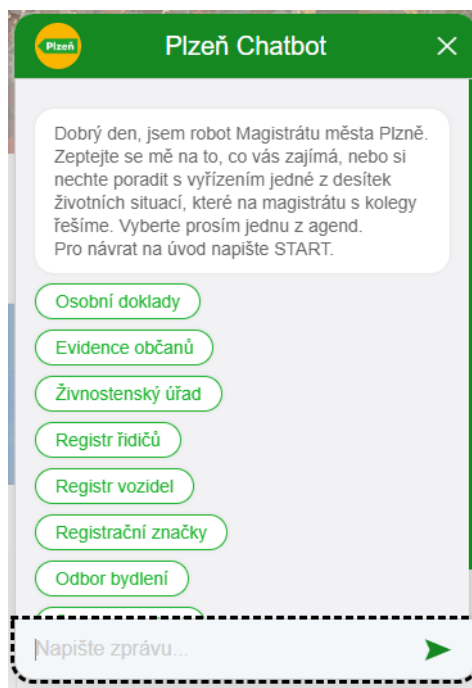 Plzeň
Plzeň Chatbot
Dobrý den, jsem robot Magistrátu města Plzně.
Zeptejte se mě na to, co vás zajímá, nebo si
nechte poradit s vyřízením jedné z desítek
životních situací, které na magistrátu s kolegy
řešíme. Vyberte prosím jednu z agend.
Pro návrat na úvod napište START.
Osobní doklady
Evidence občanů
Živnostenský úřad
Registr řidičů
Registr vozidel
Registrační značky
Odbor bydlení
Napište zprávu...